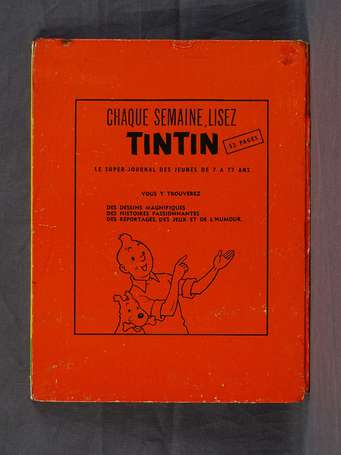 CHAQUE SEMAINE, LISEZ
TINTIN
32 PAGES
LE SUPER-JOURNAL DES JEUNES DE 7 A 77 ANS
VOUS Y TROUVEREZ
DES DESSINS MAGNIFIQUES
DES HISTOIRES PASSIONNANTES
DES REPORTAGES, DES JEUX ET DE L'HUMOUR